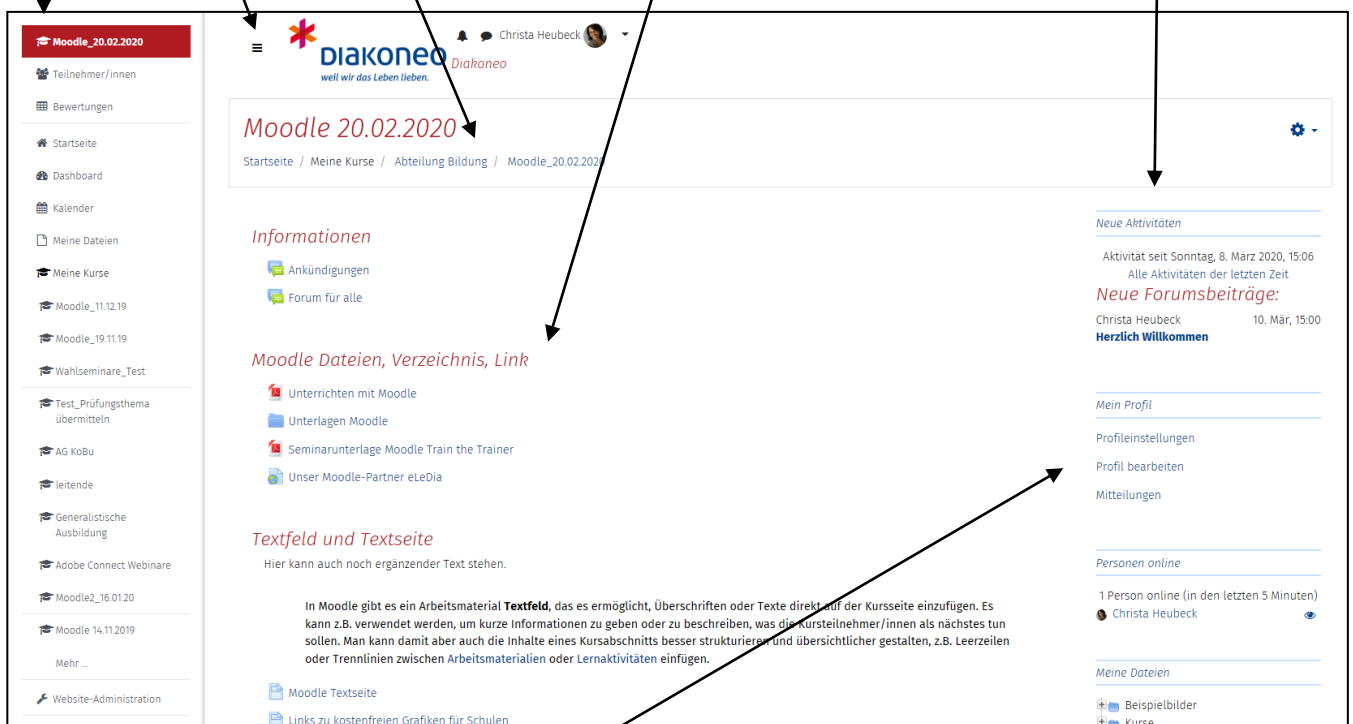 Moodle_20.02.2020
Teilnehmer/innen
Bewertungen
Startseite
Dashboard
Kalender
Meine Dateien
Meine Kurse
Moodle_11.12.19
Moodle_19.11.19
Wahlseminare_Test
Test_Prüfungsthema
übermitteln
AG KoBu
leitende
Generalistische
Ausbildung
Adobe Connect Webinare
Moodle2_16.01.20
Moodle 14.11.2019
Mehr ...
Website-Administration
Diakoneo
weil wir das Leben lieben.
Christa Heubeck
Diakoneo
Moodle 20.02.2020
Startseite / Meine Kurse / Abteilung Bildung / Moodle_20.02.2020
Informationen
Ankündigungen
Forum für alle
Moodle Dateien, Verzeichnis, Link
Unterrichten mit Moodle
Unterlagen Moodle
Seminarunterlage Moodle Train the Trainer
Unser Moodle-Partner eLeDia
Textfeld und Textseite
Hier kann auch noch ergänzender Text stehen.
In Moodle gibt es ein Arbeitsmaterial Textfeld, das es ermöglicht, Überschriften oder Texte direkt auf der Kursseite einzufügen. Es
kann z.B. verwendet werden, um kurze Informationen zu geben oder zu beschreiben, was die Kursteilnehmer/innen als nächstes tun
sollen. Man kann damit aber auch die Inhalte eines Kursabschnitts besser strukturieren und übersichtlicher gestalten, z.B. Leerzeilen
oder Trennlinien zwischen Arbeitsmaterialien oder Lernaktivitäten einfügen.
Moodle Textseite
Links zu kostenfreien Grafiken für Schulen
Neue Aktivitäten
Aktivität seit Sonntag, 8. März 2020, 15:06
Alle Aktivitäten der letzten Zeit
Neue Forumsbeiträge:
Christa Heubeck 10. Mär, 15:00
Herzlich Willkommen
Mein Profil
Profileinstellungen
Profil bearbeiten
Mitteilungen
Personen online
1 Person online (in den letzten 5 Minuten)
Christa Heubeck
Meine Dateien
Beispielbilder
Kurse